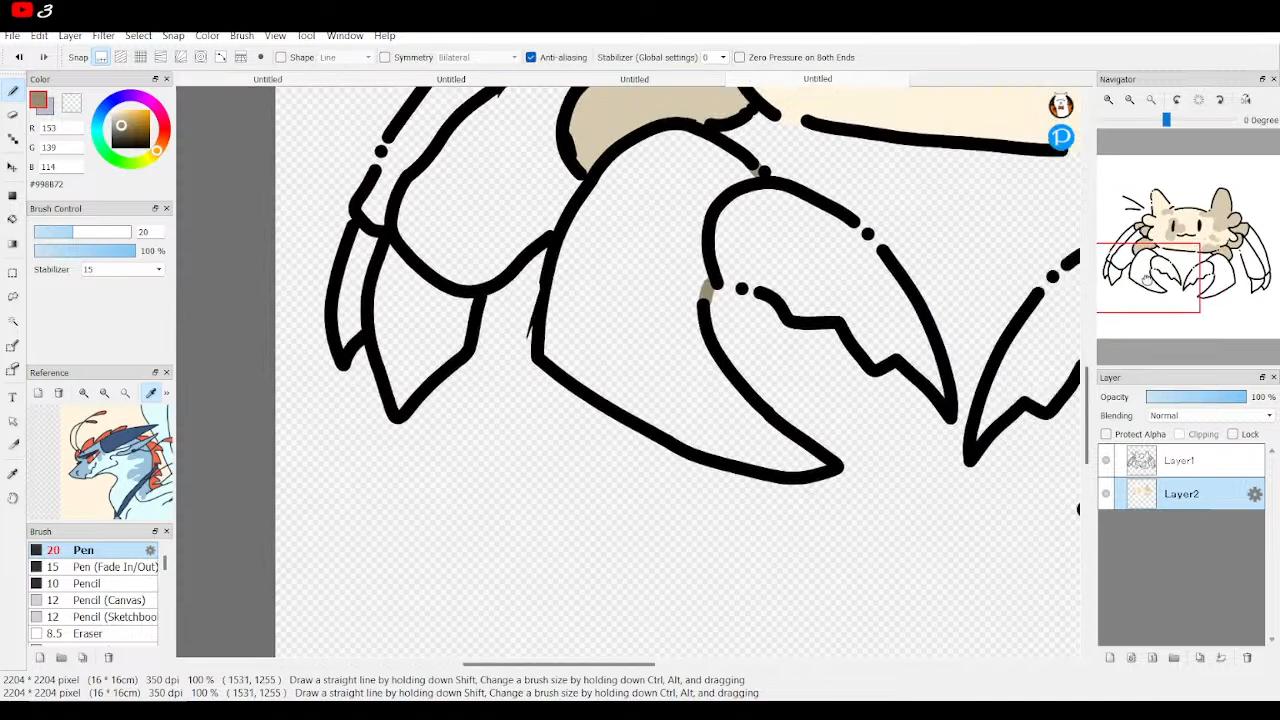 3
File Edit Layer Filter Select Snap Color Brush View Tool Window Help
Snap Shape Line Symmetry Bilateral Anti-aliasing Stabilizer (Global settings) 0 Zero Pressure on Both Ends
Color
Untitled Untitled Untitled Untitled
Navigator
R 153
G 139
B 114
#998B72
0 Degree
Brush Control
20
100 %
Stabilizer 15
Reference
Layer
Opacity 100 %
Blending Normal
Protect Alpha Clipping Lock
Layer1
Layer2
Brush
20 Pen
15 Pen (Fade In/Out)
10 Pencil
12 Pencil (Canvas)
12 Pencil (Sketchboo
8.5 Eraser
2204 * 2204 pixel (16 * 16cm) 350 dpi 100 % ( 1531, 1255) Draw a straight line by holding down Shift, Change a brush size by holding down Ctrl, Alt, and dragging
2204 * 2204 pixel (16 * 16cm) 350 dpi 100 % ( 1531, 1255) Draw a straight line by holding down Shift, Change a brush size by holding down Ctrl, Alt, and dragging